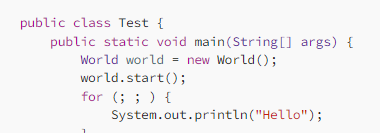 public class Test {
public static void main(String[] args) {
World world = new World();
world.start();
for (; ; ) {
System.out.println("Hello");
}